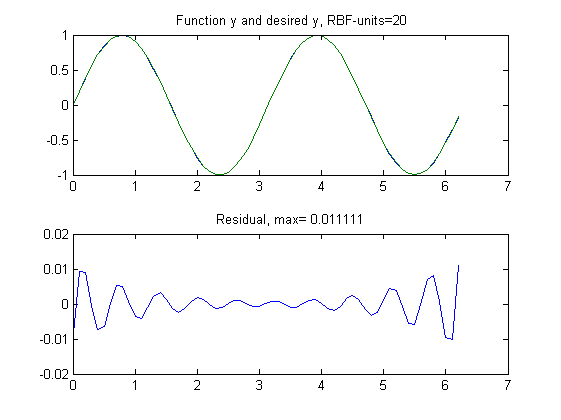 Function y and desired y, RBF-units=20
1
0.5
0
-0.5
-1
0 1 2 3 4 5 6 7
Residual, max= 0.011111
0.02
0.01
0
-0.01
-0.02
0 1 2 3 4 5 6 7